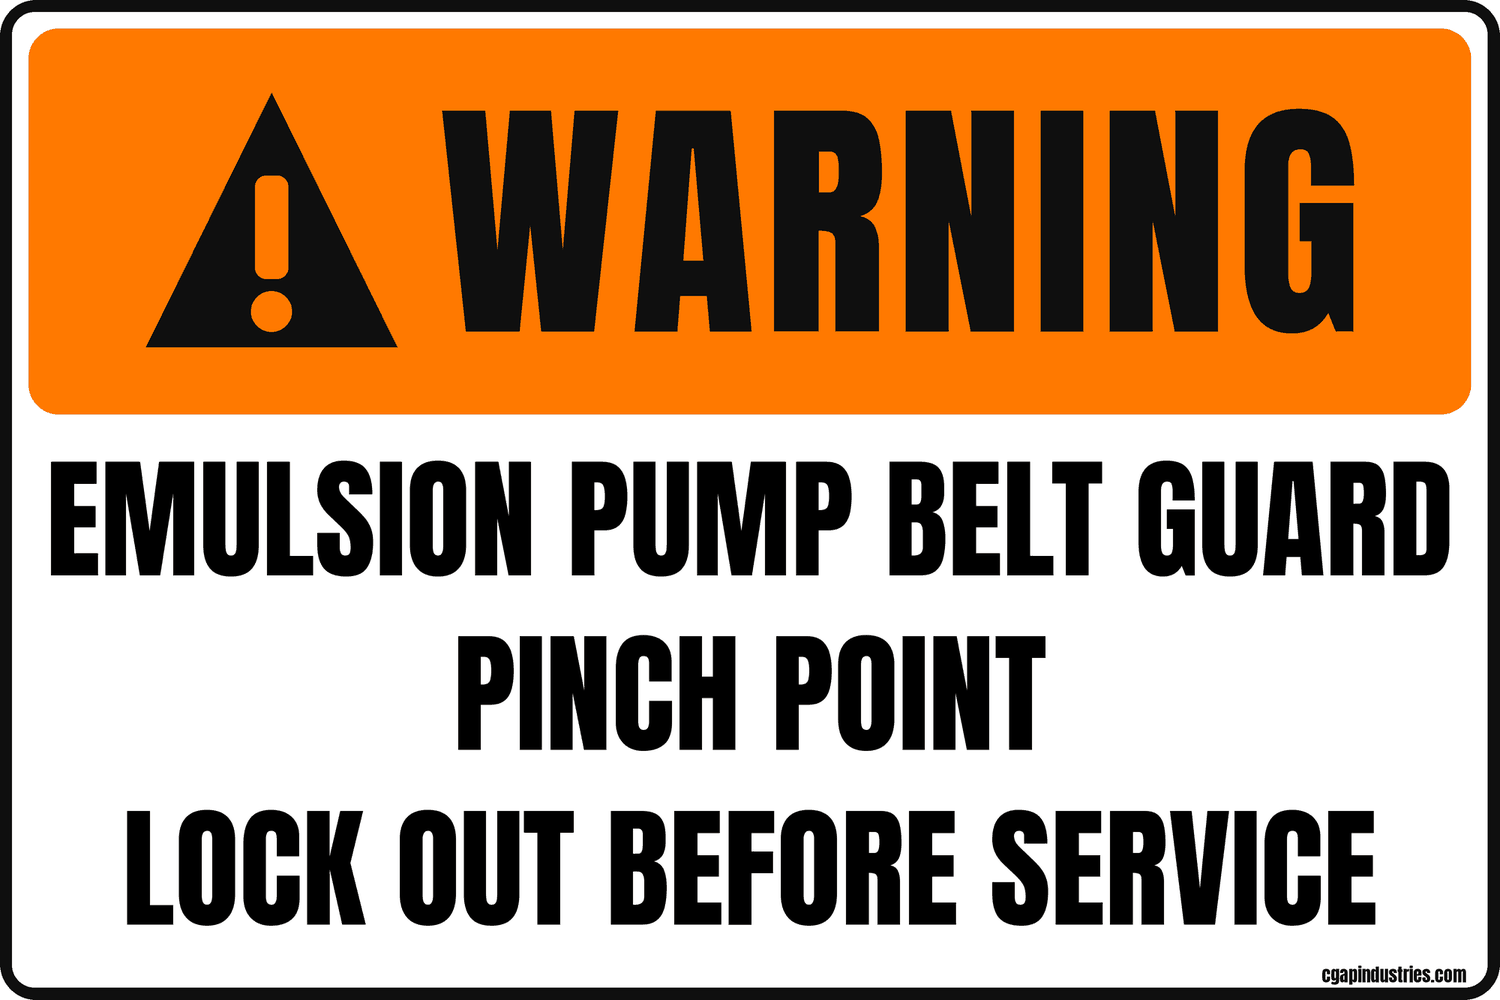 WARNING
EMULSION PUMP BELT GUARD
PINCH POINT
LOCK OUT BEFORE SERVICE
cgapindustries.com